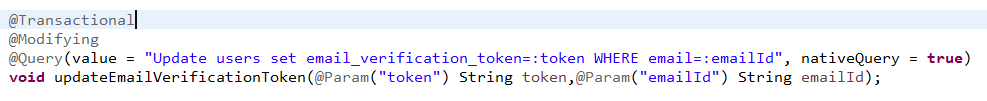 @Transactional
@Modifying
@Query(value = "Update users set email_verification_token=:token WHERE email=:emailId", nativeQuery = true)
void updateEmailVerificationToken(@Param("token") String token,@Param("emailId") String emailId);